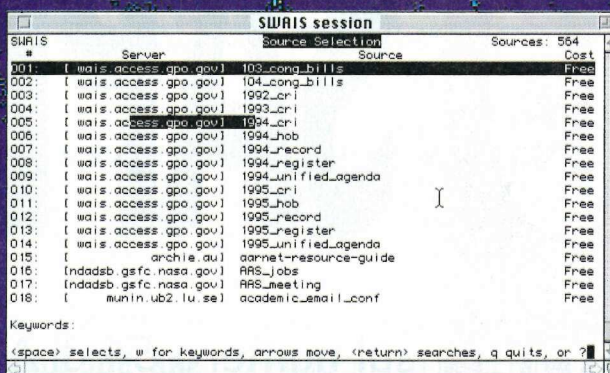 SWAIS session
SWAIS Source Selection Sources: 564
# Server Source Cost
001: [ wais.access.gpo.gov] 103_cong_bills Free
002: [ wais.access.gpo.gov] 104_cong_bills Free
003: [ wais.access.gpo.gov] 1992_cri Free
004: [ wais.access.gpo.gov] 1993_cri Free
005: [ wais.access.gpo.gov] 1994_cri Free
006: [ wais.access.gpo.gov] 1994_hob Free
007: [ wais.access.gpo.gov] 1994_record Free
008: [ wais.access.gpo.gov] 1994_register Free
009: [ wais.access.gpo.gov] 1994_unified_agenda Free
010: [ wais.access.gpo.gov] 1995_cri Free
011: [ wais.access.gpo.gov] 1995_hob Free
012: [ wais.access.gpo.gov] 1995_record Free
013: [ wais.access.gpo.gov] 1995_register Free
014: [ wais.access.gpo.gov] 1995_unified_agenda Free
015: [ archie.au] aarnet-resource-guide Free
016: [ndadsb.gsfc.nasa.gov] AAS_jobs Free
017: [ndadsb.gsfc.nasa.gov] AAS_meeting Free
018: [ munin.ub2.lu.se] academic_email_conf Free
Keywords:
<space> selects, w for keywords, arrows move, <return> searches, q quits, or ?